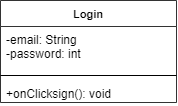 Login
-email: String
-password: int
+onClicksign(): void